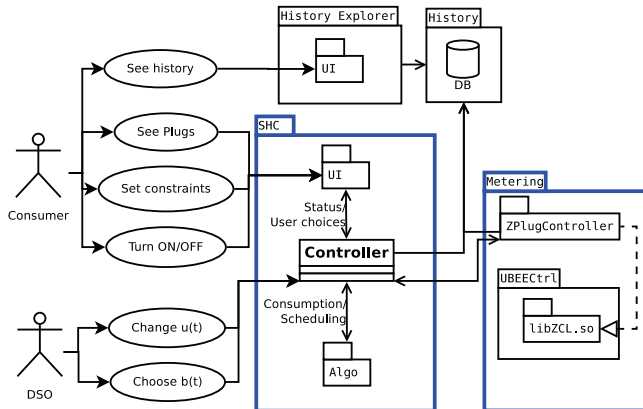 History Explorer
History
UI
DB
See history
See Plugs
Set constraints
Turn ON/OFF
Consumer
SHC
UI
Status/
User choices
Controller
Consumption/
Scheduling
Algo
Metering
ZPlugController
UBEECtrl
libZCL.so
Change u(t)
Choose b(t)
DSO